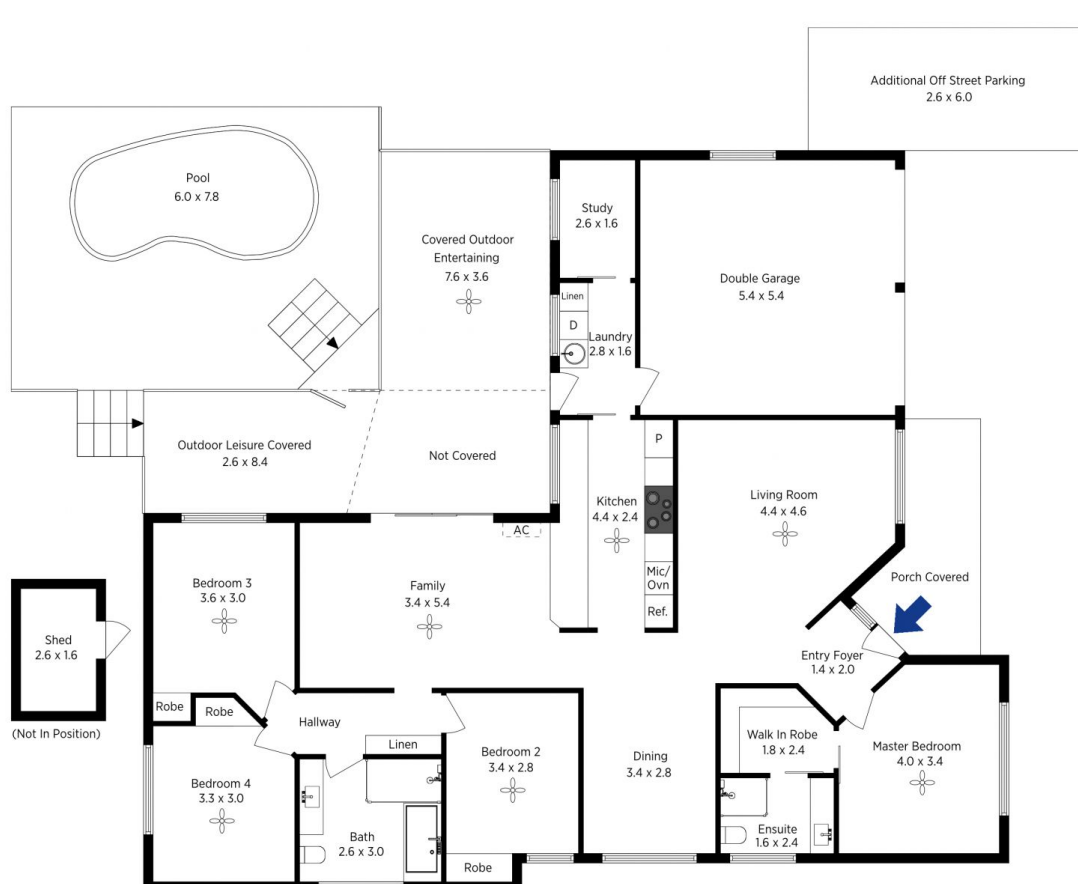 Additional Off Street Parking
2.6 x 6.0
Pool
6.0 x 7.8
Study
2.6 x 1.6
Covered Outdoor
Entertaining
7.6 x 3.6
Double Garage
5.4 x 5.4
Linen
D
Laundry
2.8 x 1.6
Outdoor Leisure Covered
2.6 x 8.4
Not Covered
P
Kitchen
4.4 x 2.4
Living Room
4.4 x 4.6
AC
Mic/
Ovn
Ref.
Porch Covered
Bedroom 3
3.6 x 3.0
Family
3.4 x 5.4
Shed
2.6 x 1.6
(Not In Position)
Entry Foyer
1.4 x 2.0
Robe
Robe
Hallway
Linen
Bedroom 2
3.4 x 2.8
Dining
3.4 x 2.8
Walk In Robe
1.8 x 2.4
Master Bedroom
4.0 x 3.4
Bedroom 4
3.3 x 3.0
Bath
2.6 x 3.0
Ensuite
1.6 x 2.4
Robe